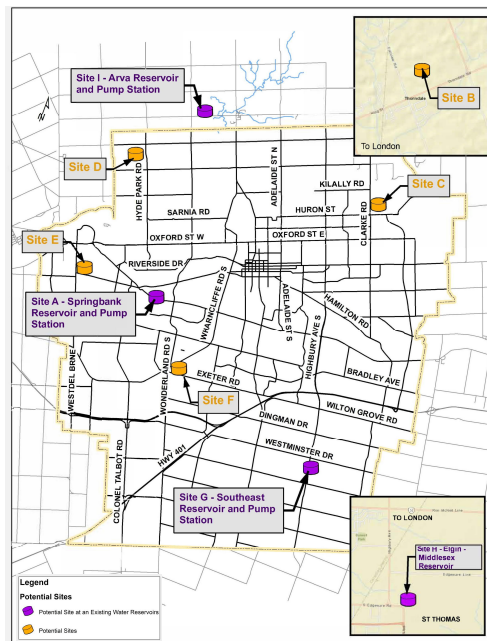 Site I - Arva Reservoir
and Pump Station
Site B
Thorndale
To London
Site D
HYDE PARK RD
ADELAIDE ST N
KILALLY RD
Site C
SARNIA RD
HURON ST
CLARKE RD
OXFORD ST W
OXFORD ST E
Site E
RIVERSIDE DR
WHARNCLIFFE RD S
ADELAIDE ST S
HAMILTON RD
HIGHBURY AVE S
Site A - Springbank
Reservoir and Pump
Station
WESTDEL BRNE
WONDERLAND RD S
EXETER RD
BRADLEY AVE
Site F
WILTON GROVE RD
DINGMAN DR
COLONEL TALBOT RD
HWY 401
WESTMINSTER DR
Site G - Southeast
Reservoir and Pump
Station
TO LONDON
Site H - Elgin -
Middlesex
Reservoir
ST THOMAS
Legend
Potential Sites
Potential Site at an Existing Water Reservoirs
Potential Sites